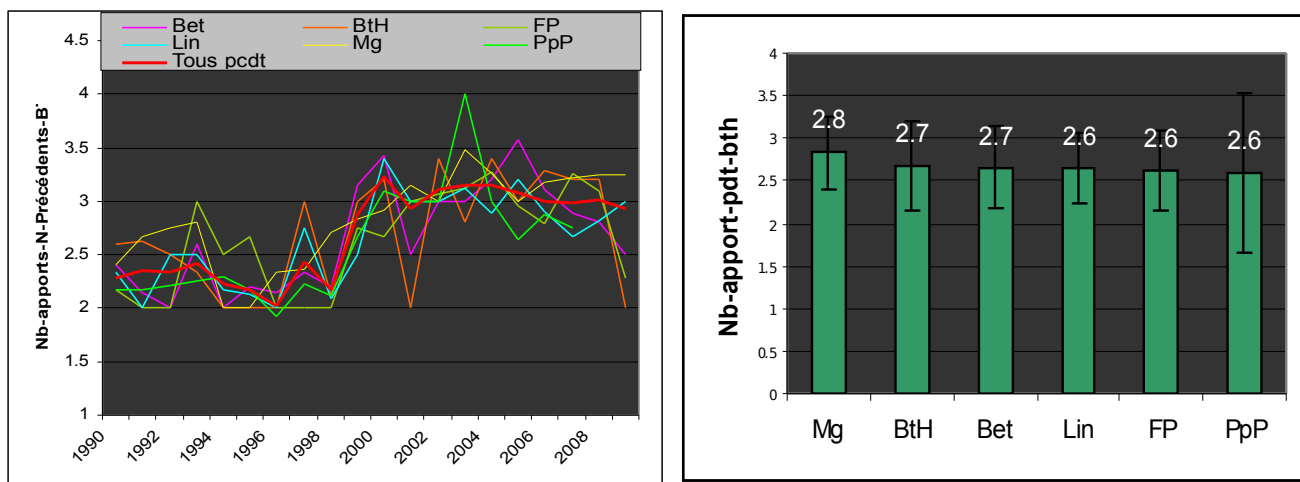 Bet BtH FP
Lin Mg PpP
Tous pcdt
Nb-apports-N-Précédents-B
4.5
4
3.5
3
2.5
2
1.5
1
1990 1992 1994 1996 1998 2000 2002 2004 2006 2008
Nb-apport-pdt-bth
4
3.5
3
2.5
2
1.5
1
0.5
0
2.8 2.7 2.7 2.6 2.6 2.6
Mg BtH Bet Lin FP PpP